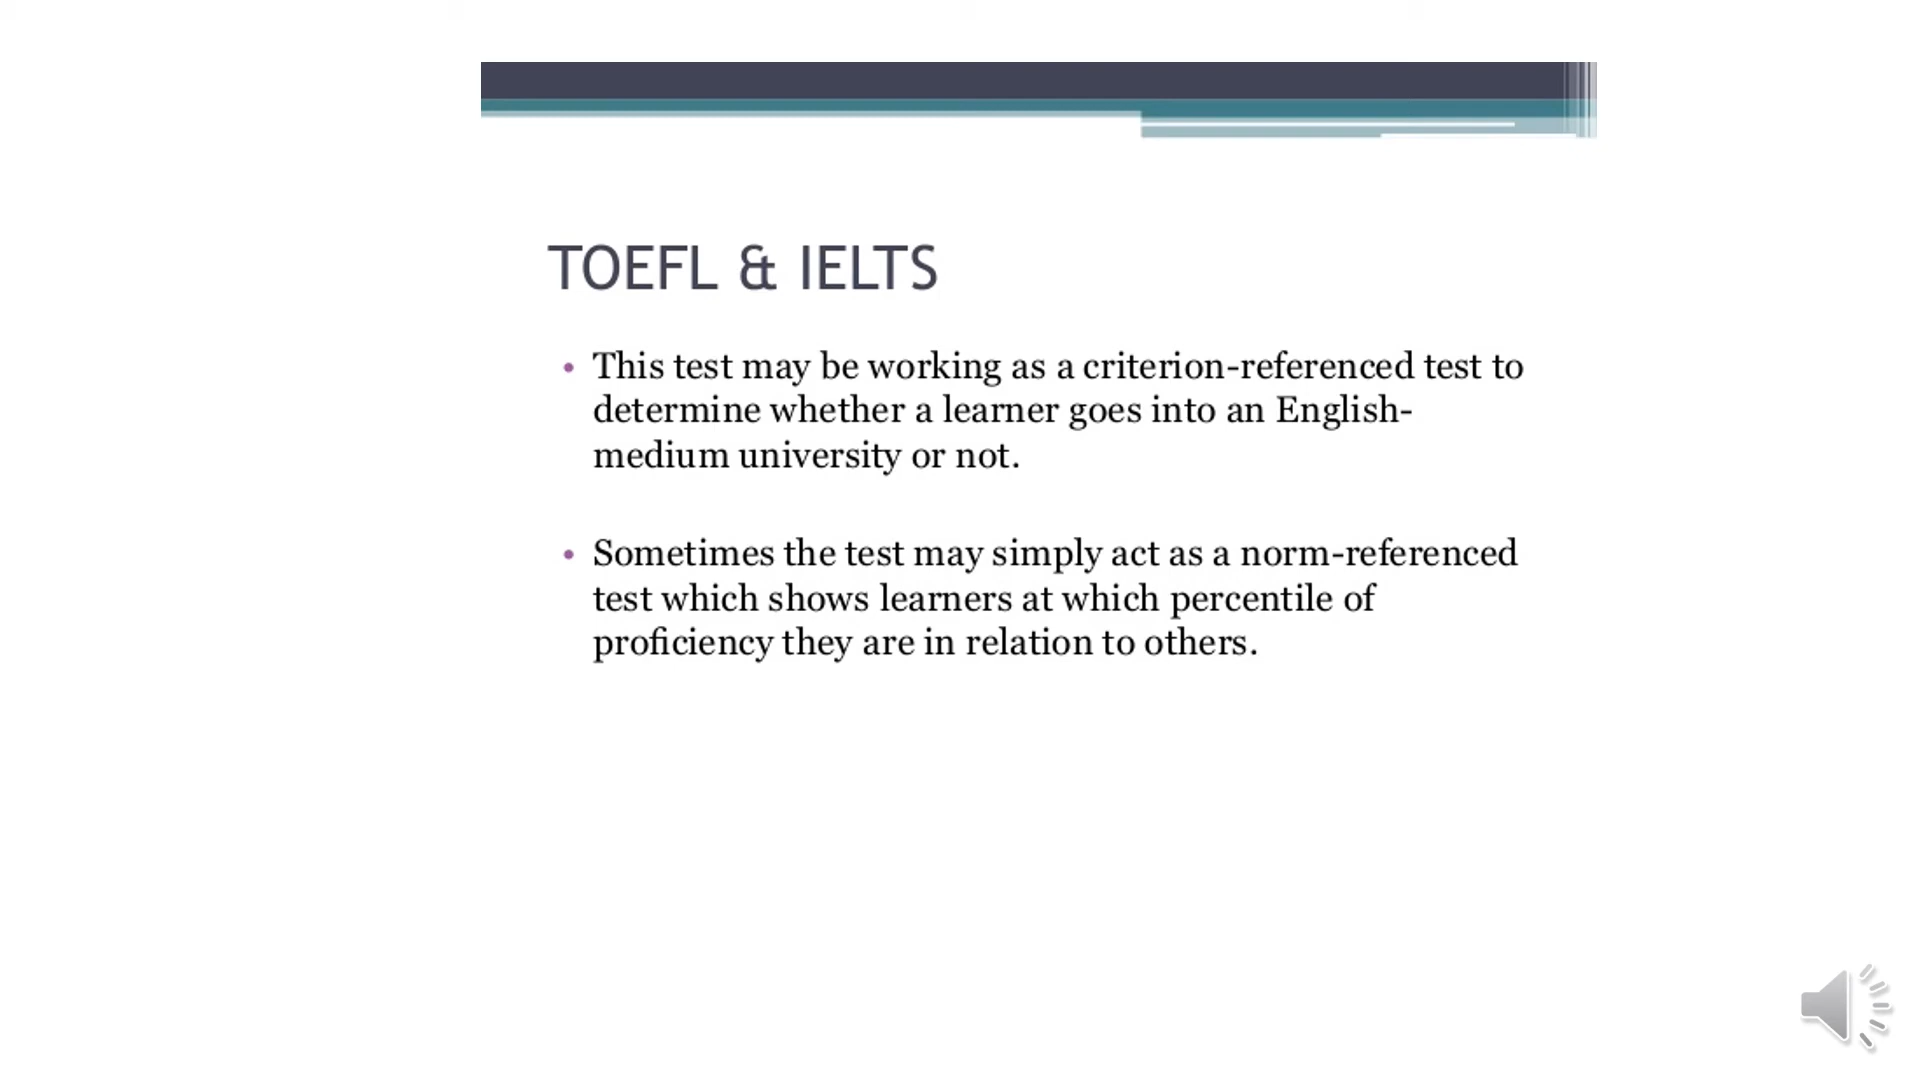 TOEFL & IELTS
• This test may be working as a criterion-referenced test to
determine whether a learner goes into an English-
medium university or not.
• Sometimes the test may simply act as a norm-referenced
test which shows learners at which percentile of
proficiency they are in relation to others.